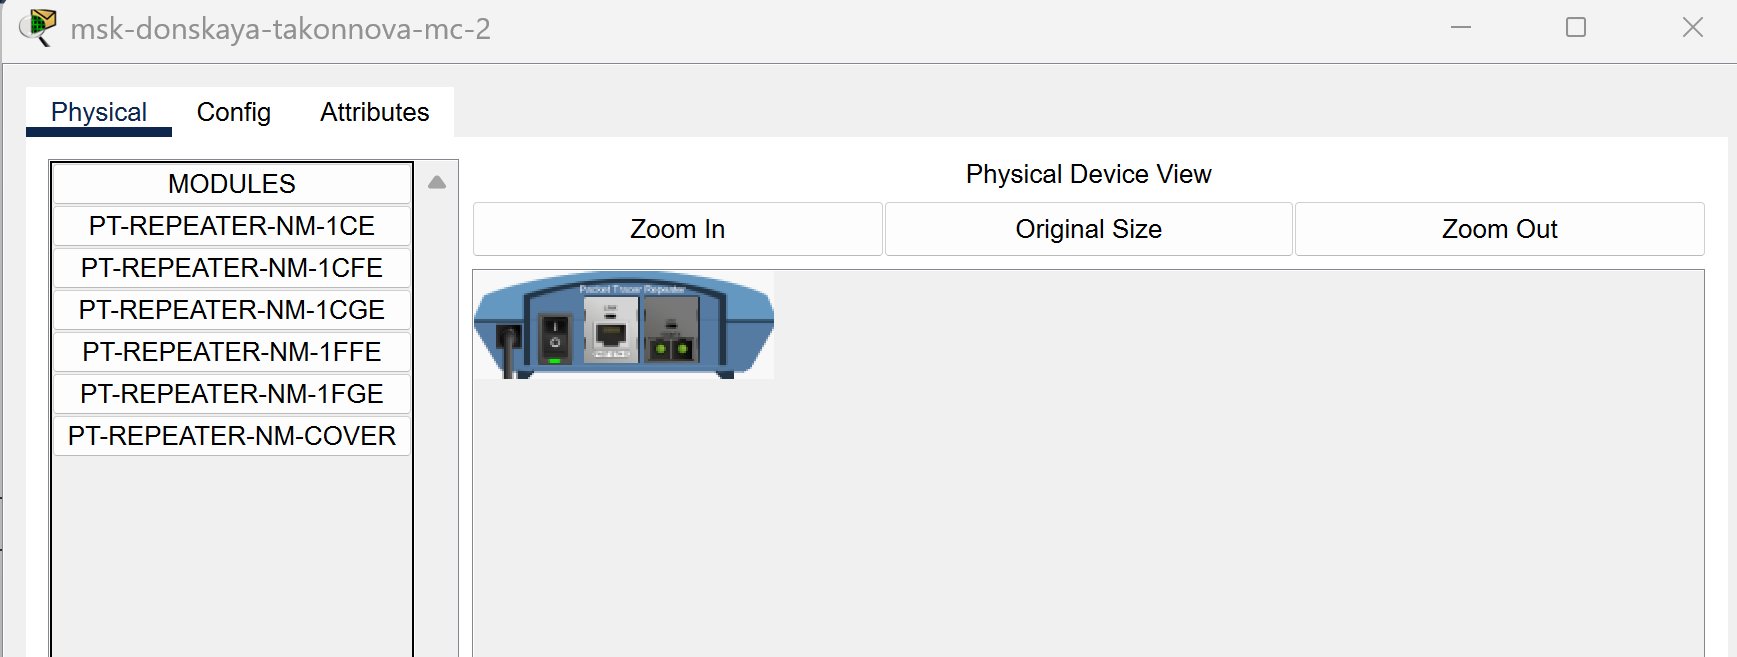 msk-donskaya-takonnova-mc-2
Physical Config Attributes
MODULES
PT-REPEATER-NM-1CE
PT-REPEATER-NM-1CFE
PT-REPEATER-NM-1CGE
PT-REPEATER-NM-1FFE
PT-REPEATER-NM-1FGE
PT-REPEATER-NM-COVER
Physical Device View
Zoom In Original Size Zoom Out
Packet Tracer Repeater